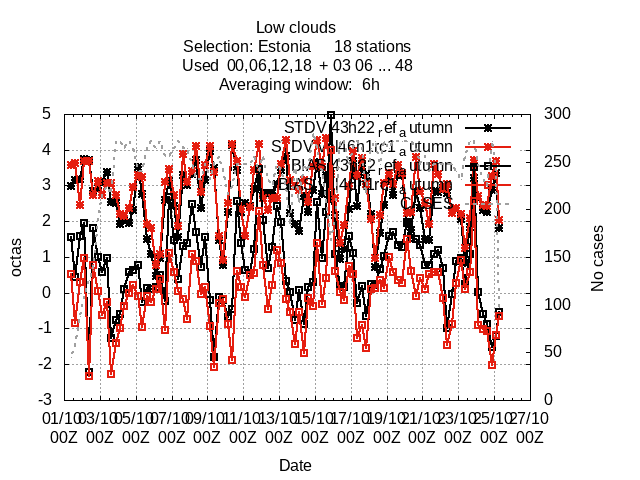 Low clouds
Selection: Estonia 18 stations
Used 00,06,12,18 + 03 06 ... 48
Averaging window: 6h
octas
No cases
5
4
3
2
1
0
-1
-2
-3
300
250
200
150
100
50
0
STDV 43h22_ref_autumn
CASES
01/10 03/10 05/10 07/10 09/10 11/10 13/10 15/10 17/10 19/10 21/10 23/10 25/10 27/10
00Z 00Z 00Z 00Z 00Z 00Z 00Z 00Z 00Z 00Z 00Z 00Z 00Z 00Z
Date